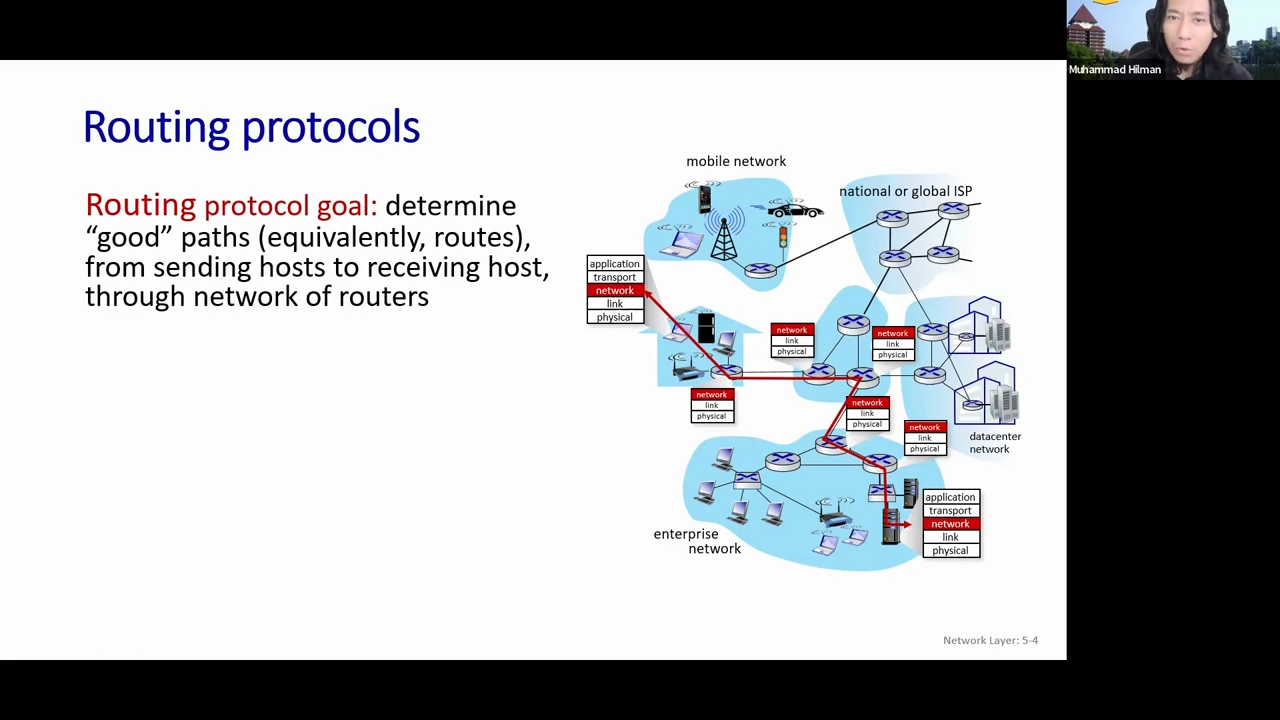 Muhammad Hilman
Routing protocols
Routing protocol goal: determine
“good” paths (equivalently, routes),
from sending hosts to receiving host,
through network of routers
mobile network
national or global ISP
application
transport
network
link
physical
network
link
physical
network
link
physical
network
link
physical
network
link
physical
network
link
physical
datacenter
network
application
transport
network
link
physical
enterprise
network
Network Layer: 5-4